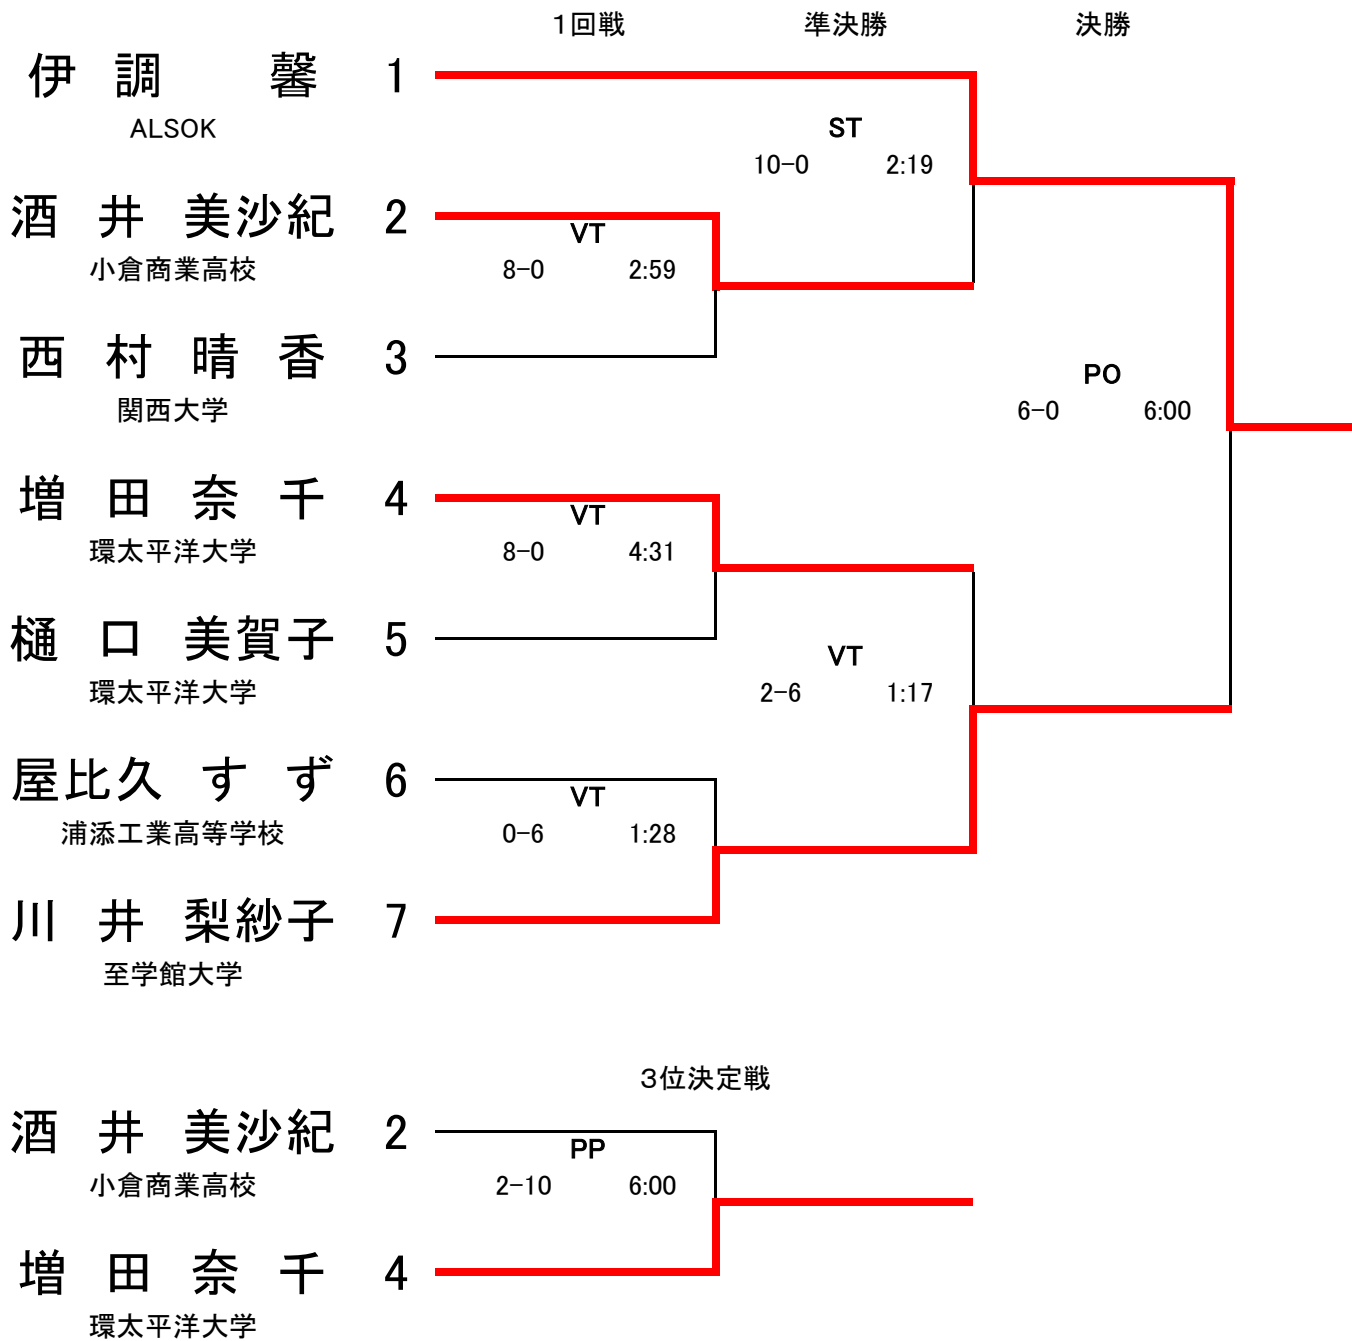 1回戦 準決勝 決勝
伊 調 馨 1
ALSOK
ST
10-0 2:19
酒 井 美沙紀 2
小倉商業高校
VT
8-0 2:59
西 村 晴 香 3
関西大学
PO
6-0 6:00
増 田 奈 千 4
環太平洋大学
VT
8-0 4:31
樋 口 美賀子 5
環太平洋大学
VT
2-6 1:17
屋比久 す ず 6
浦添工業高等学校
VT
0-6 1:28
川 井 梨紗子 7
至学館大学
3位決定戦
酒 井 美沙紀 2
小倉商業高校
PP
2-10 6:00
増 田 奈 千 4
環太平洋大学